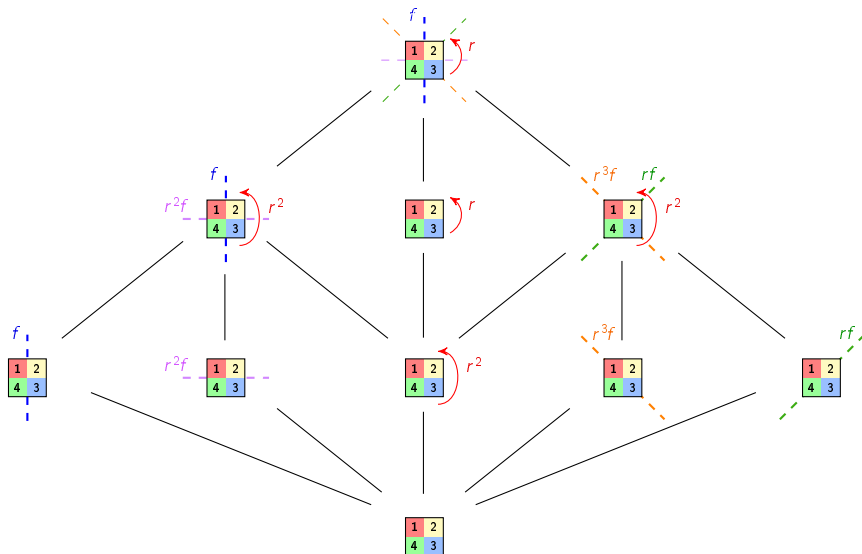 f
1 2 r
4 3
f r³f rf
r²f 1 2 r² 1 2 r 1 2 r²
4 3 4 3 4 3
f r²f r³f rf
1 2 1 2 1 2 r² 1 2 1 2
4 3 4 3 4 3 4 3 4 3
1 2
4 3